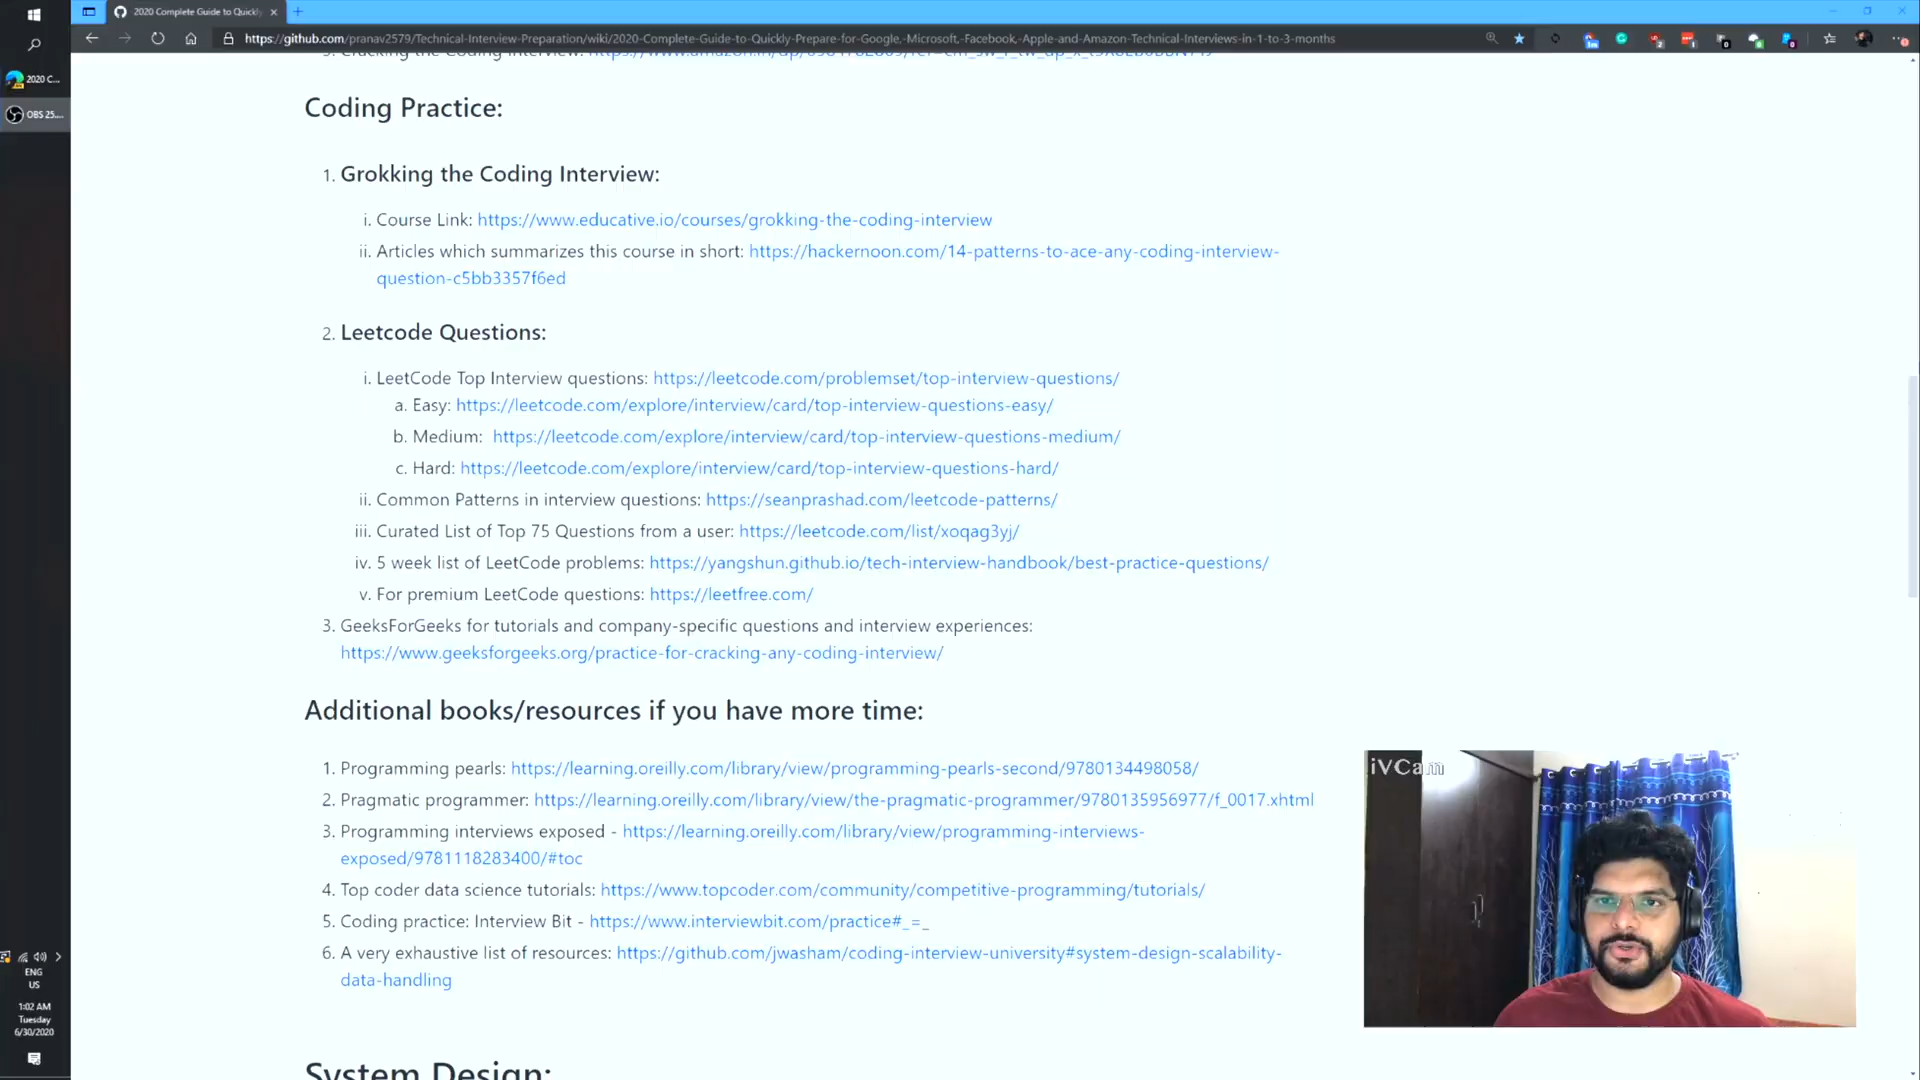 2020 Complete Guide to Quickly
https://github.com/pranav2579/Technical-Interview-Preparation/wiki/2020-Complete-Guide-to-Quickly-Prepare-for-Google,-Microsoft,-Facebook,-Apple-and-Amazon-Technical-Interviews-in-1-to-3-months
2020 C...
OBS 25....
Cracking the Coding Interview:
Coding Practice:
1. Grokking the Coding Interview:
i. Course Link: https://www.educative.io/courses/grokking-the-coding-interview
ii. Articles which summarizes this course in short: https://hackernoon.com/14-patterns-to-ace-any-coding-interview-
question-c5bb3357f6ed
2. Leetcode Questions:
i. LeetCode Top Interview questions: https://leetcode.com/problemset/top-interview-questions/
a. Easy: https://leetcode.com/explore/interview/card/top-interview-questions-easy/
b. Medium: https://leetcode.com/explore/interview/card/top-interview-questions-medium/
c. Hard: https://leetcode.com/explore/interview/card/top-interview-questions-hard/
ii. Common Patterns in interview questions: https://seanprashad.com/leetcode-patterns/
iii. Curated List of Top 75 Questions from a user: https://leetcode.com/list/xoqag3yj/
iv. 5 week list of LeetCode problems: https://yangshun.github.io/tech-interview-handbook/best-practice-questions/
v. For premium LeetCode questions: https://leetfree.com/
3. GeeksForGeeks for tutorials and company-specific questions and interview experiences:
https://www.geeksforgeeks.org/practice-for-cracking-any-coding-interview/
Additional books/resources if you have more time:
1. Programming pearls: https://learning.oreilly.com/library/view/programming-pearls-second/9780134498058/
2. Pragmatic programmer: https://learning.oreilly.com/library/view/the-pragmatic-programmer/9780135956977/f_0017.xhtml
3. Programming interviews exposed - https://learning.oreilly.com/library/view/programming-interviews-
exposed/9781118283400/#toc
4. Top coder data science tutorials: https://www.topcoder.com/community/competitive-programming/tutorials/
5. Coding practice: Interview Bit - https://www.interviewbit.com/practice#_=_
6. A very exhaustive list of resources: https://github.com/jwasham/coding-interview-university#system-design-scalability-
data-handling
System Design:
iVCam
ENG
US
1:02 AM
Tuesday
6/30/2020